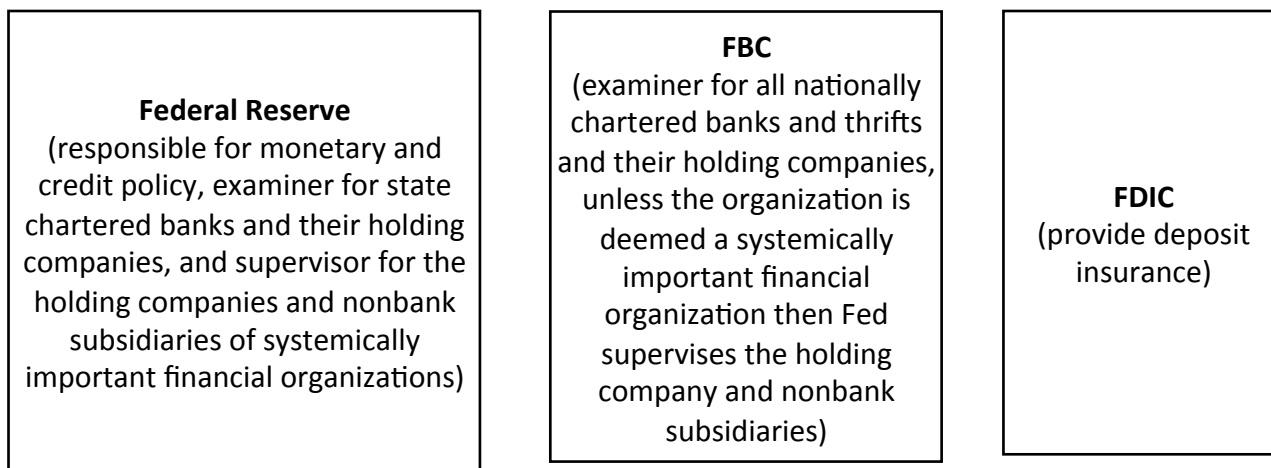 Federal Reserve
(responsible for monetary and
credit policy, examiner for state
chartered banks and their holding
companies, and supervisor for the
holding companies and nonbank
subsidiaries of systemically
important financial organizations)
FBC
(examiner for all nationally
chartered banks and thrifts
and their holding companies,
unless the organization is
deemed a systemically
important financial
organization then Fed
supervises the holding
company and nonbank
subsidiaries)
FDIC
(provide deposit
insurance)